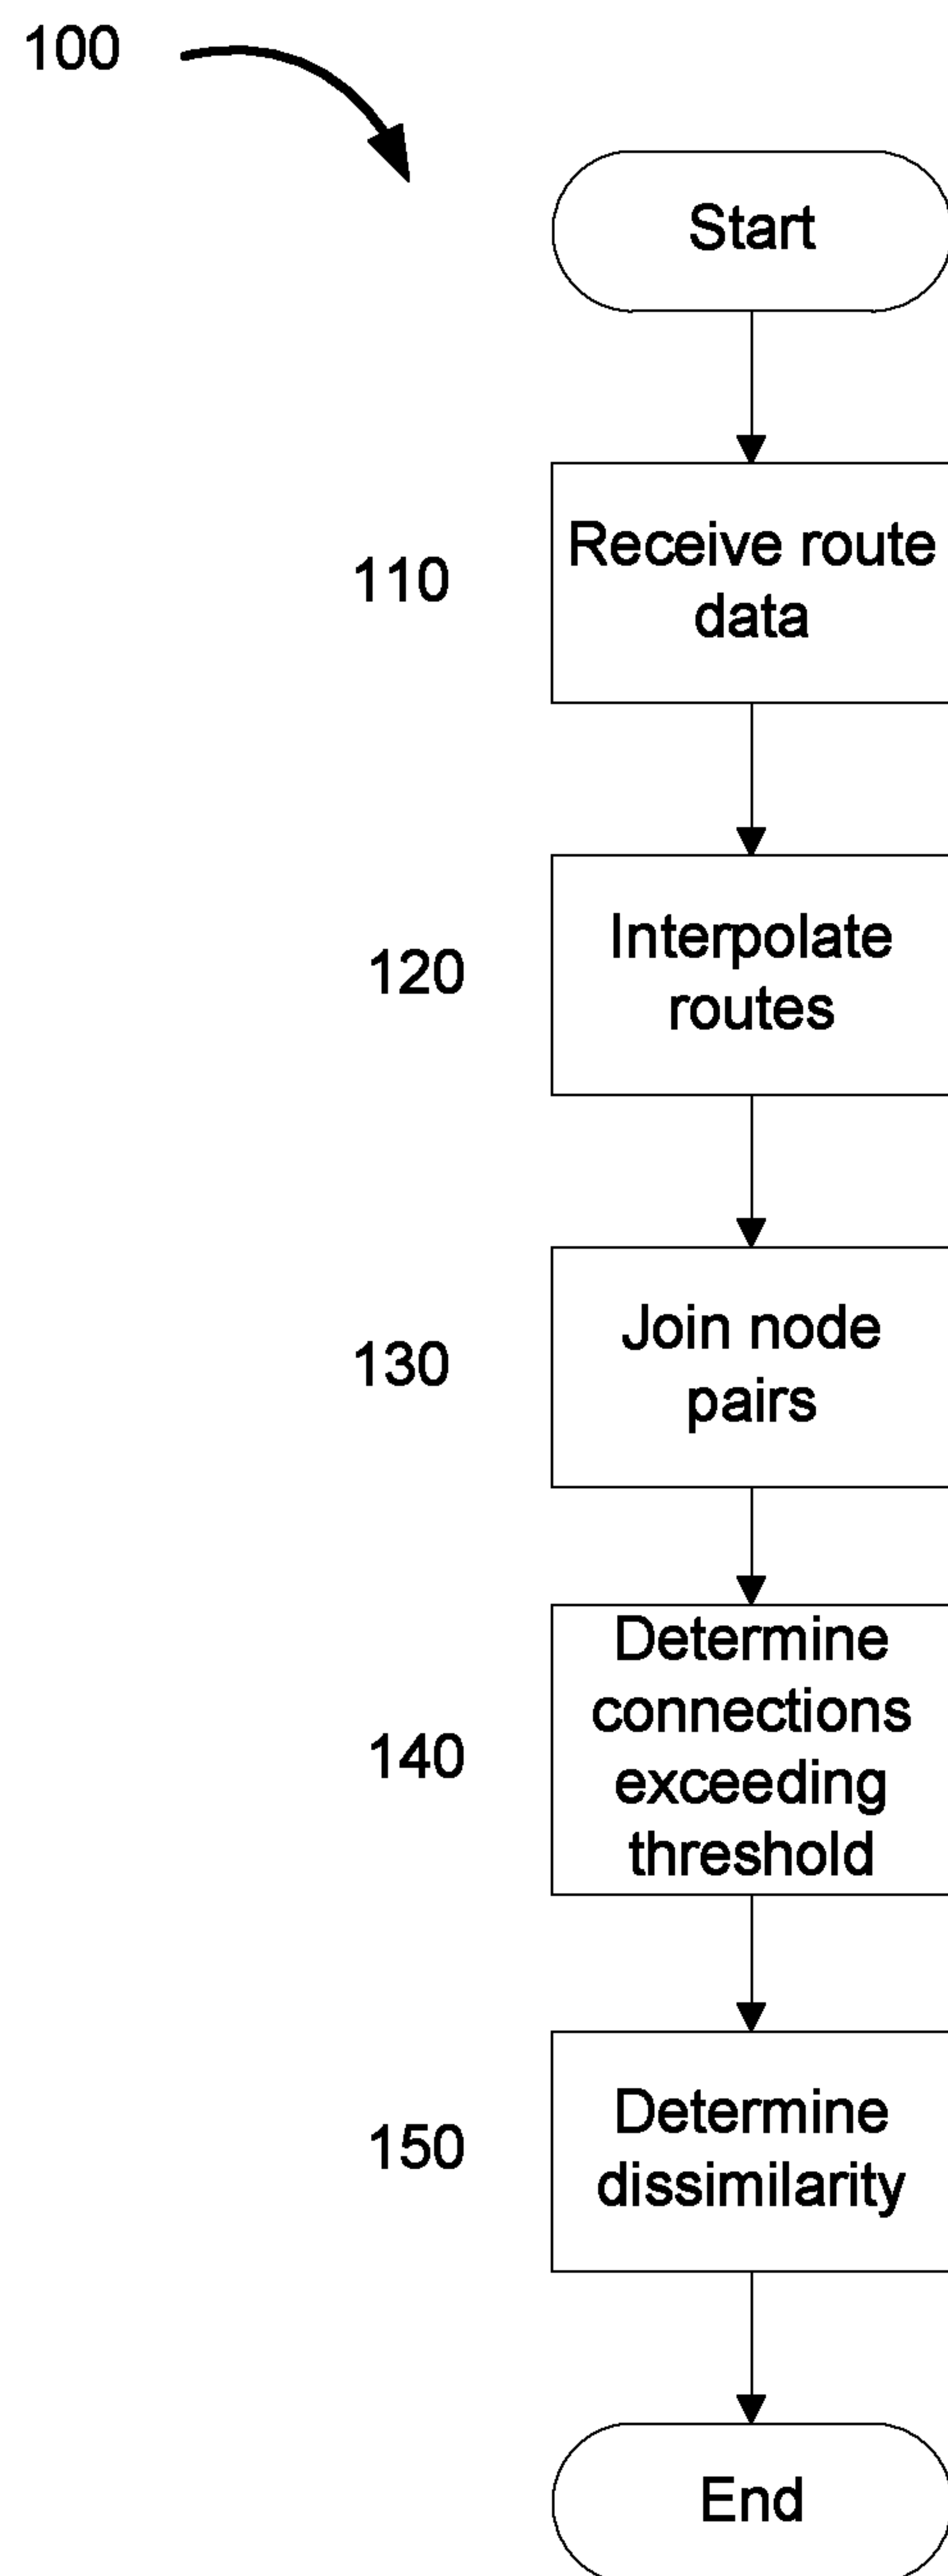 100
Start
110
Receive route
data
120
Interpolate
routes
130
Join node
pairs
140
Determine
connections
exceeding
threshold
150
Determine
dissimilarity
End